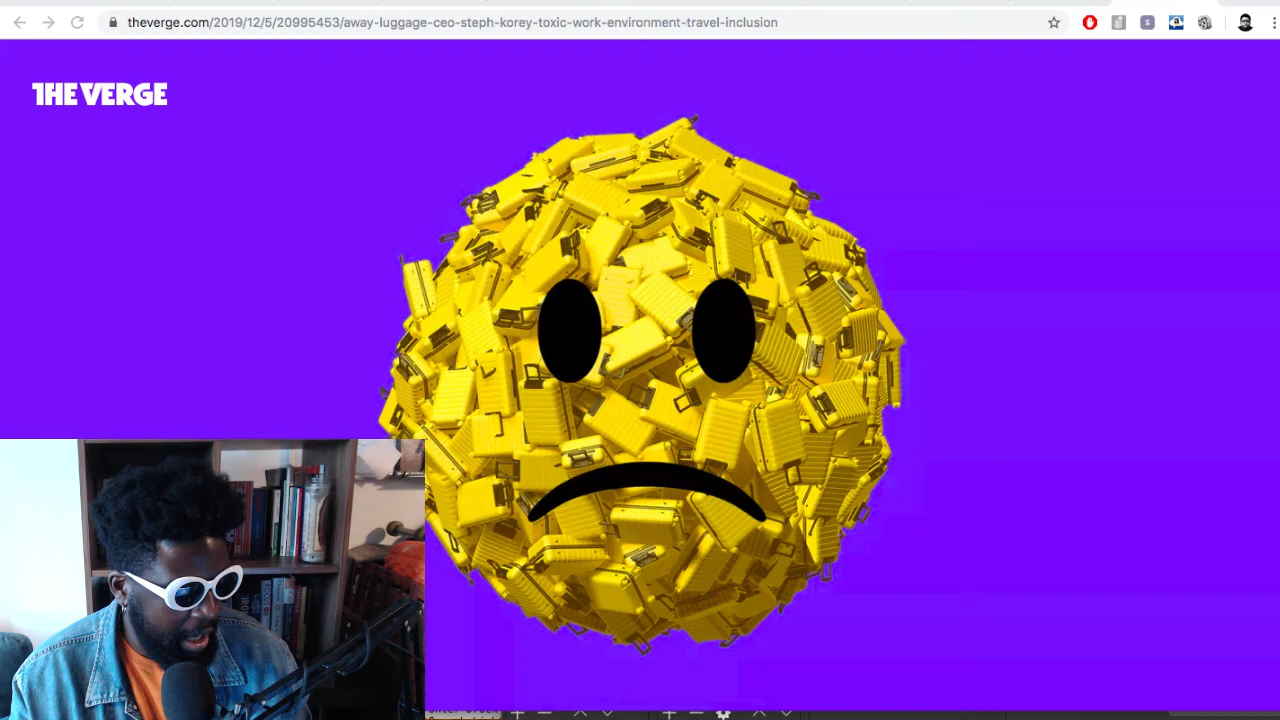 theverge.com/2019/12/5/20995453/away-luggage-ceo-steph-korey-toxic-work-environment-travel-inclusion
THE VERGE